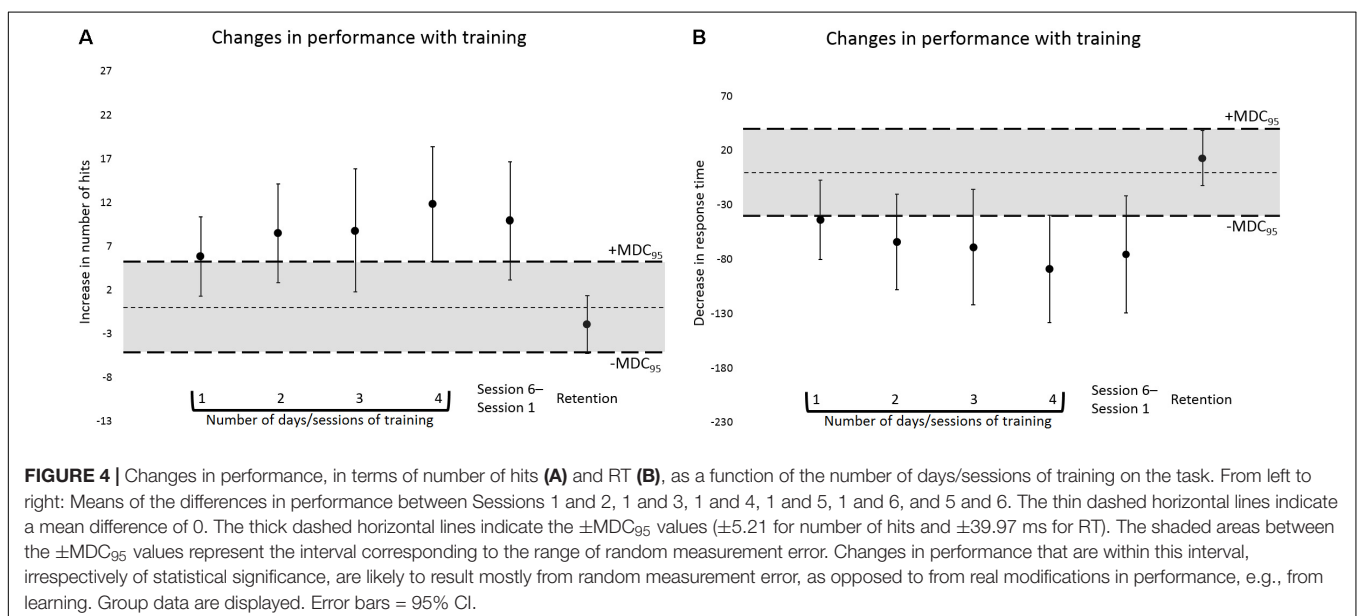 A
Changes in performance with training
Increase in number of hits
27
22
17
12
7
2
-3
-8
-13
+MDC95
-MDC95
1 2 3 4
Number of days/sessions of training
Session 6–
Session 1
Retention
B
Changes in performance with training
Decrease in response time
70
20
-30
-80
-130
-180
-230
+MDC95
-MDC95
1 2 3 4
Number of days/sessions of training
Session 6–
Session 1
Retention
FIGURE 4 | Changes in performance, in terms of number of hits (A) and RT (B), as a function of the number of days/sessions of training on the task. From left to
right: Means of the differences in performance between Sessions 1 and 2, 1 and 3, 1 and 4, 1 and 5, 1 and 6, and 5 and 6. The thin dashed horizontal lines indicate
a mean difference of 0. The thick dashed horizontal lines indicate the ±MDC95 values (±5.21 for number of hits and ±39.97 ms for RT). The shaded areas between
the ±MDC95 values represent the interval corresponding to the range of random measurement error. Changes in performance that are within this interval,
irrespectively of statistical significance, are likely to result mostly from random measurement error, as opposed to from real modifications in performance, e.g., from
learning. Group data are displayed. Error bars = 95% CI.